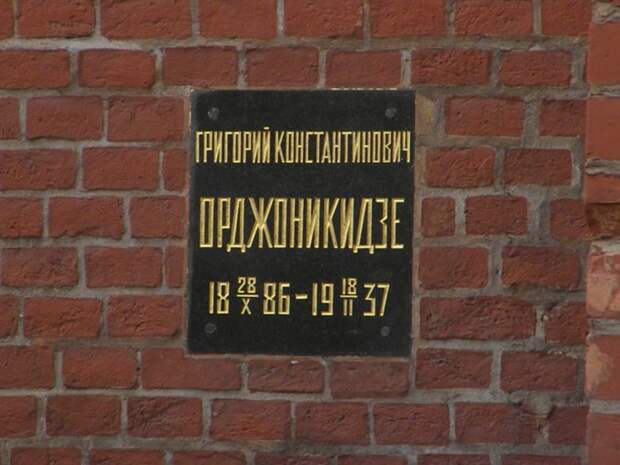 ГРИГОРИЙ КОНСТАНТИНОВИЧ
ОРДЖОНИКИДЗЕ
18 28/X 86 – 19 18/II 37